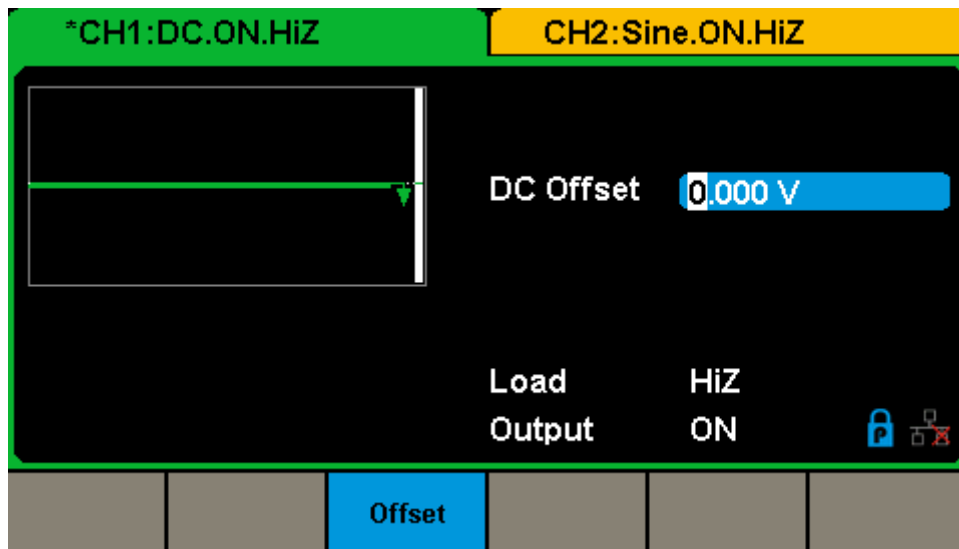 *CH1:DC.ON.HiZ
CH2:Sine.ON.HiZ
DC Offset 0.000 V
Load HiZ
Output ON
P
Offset